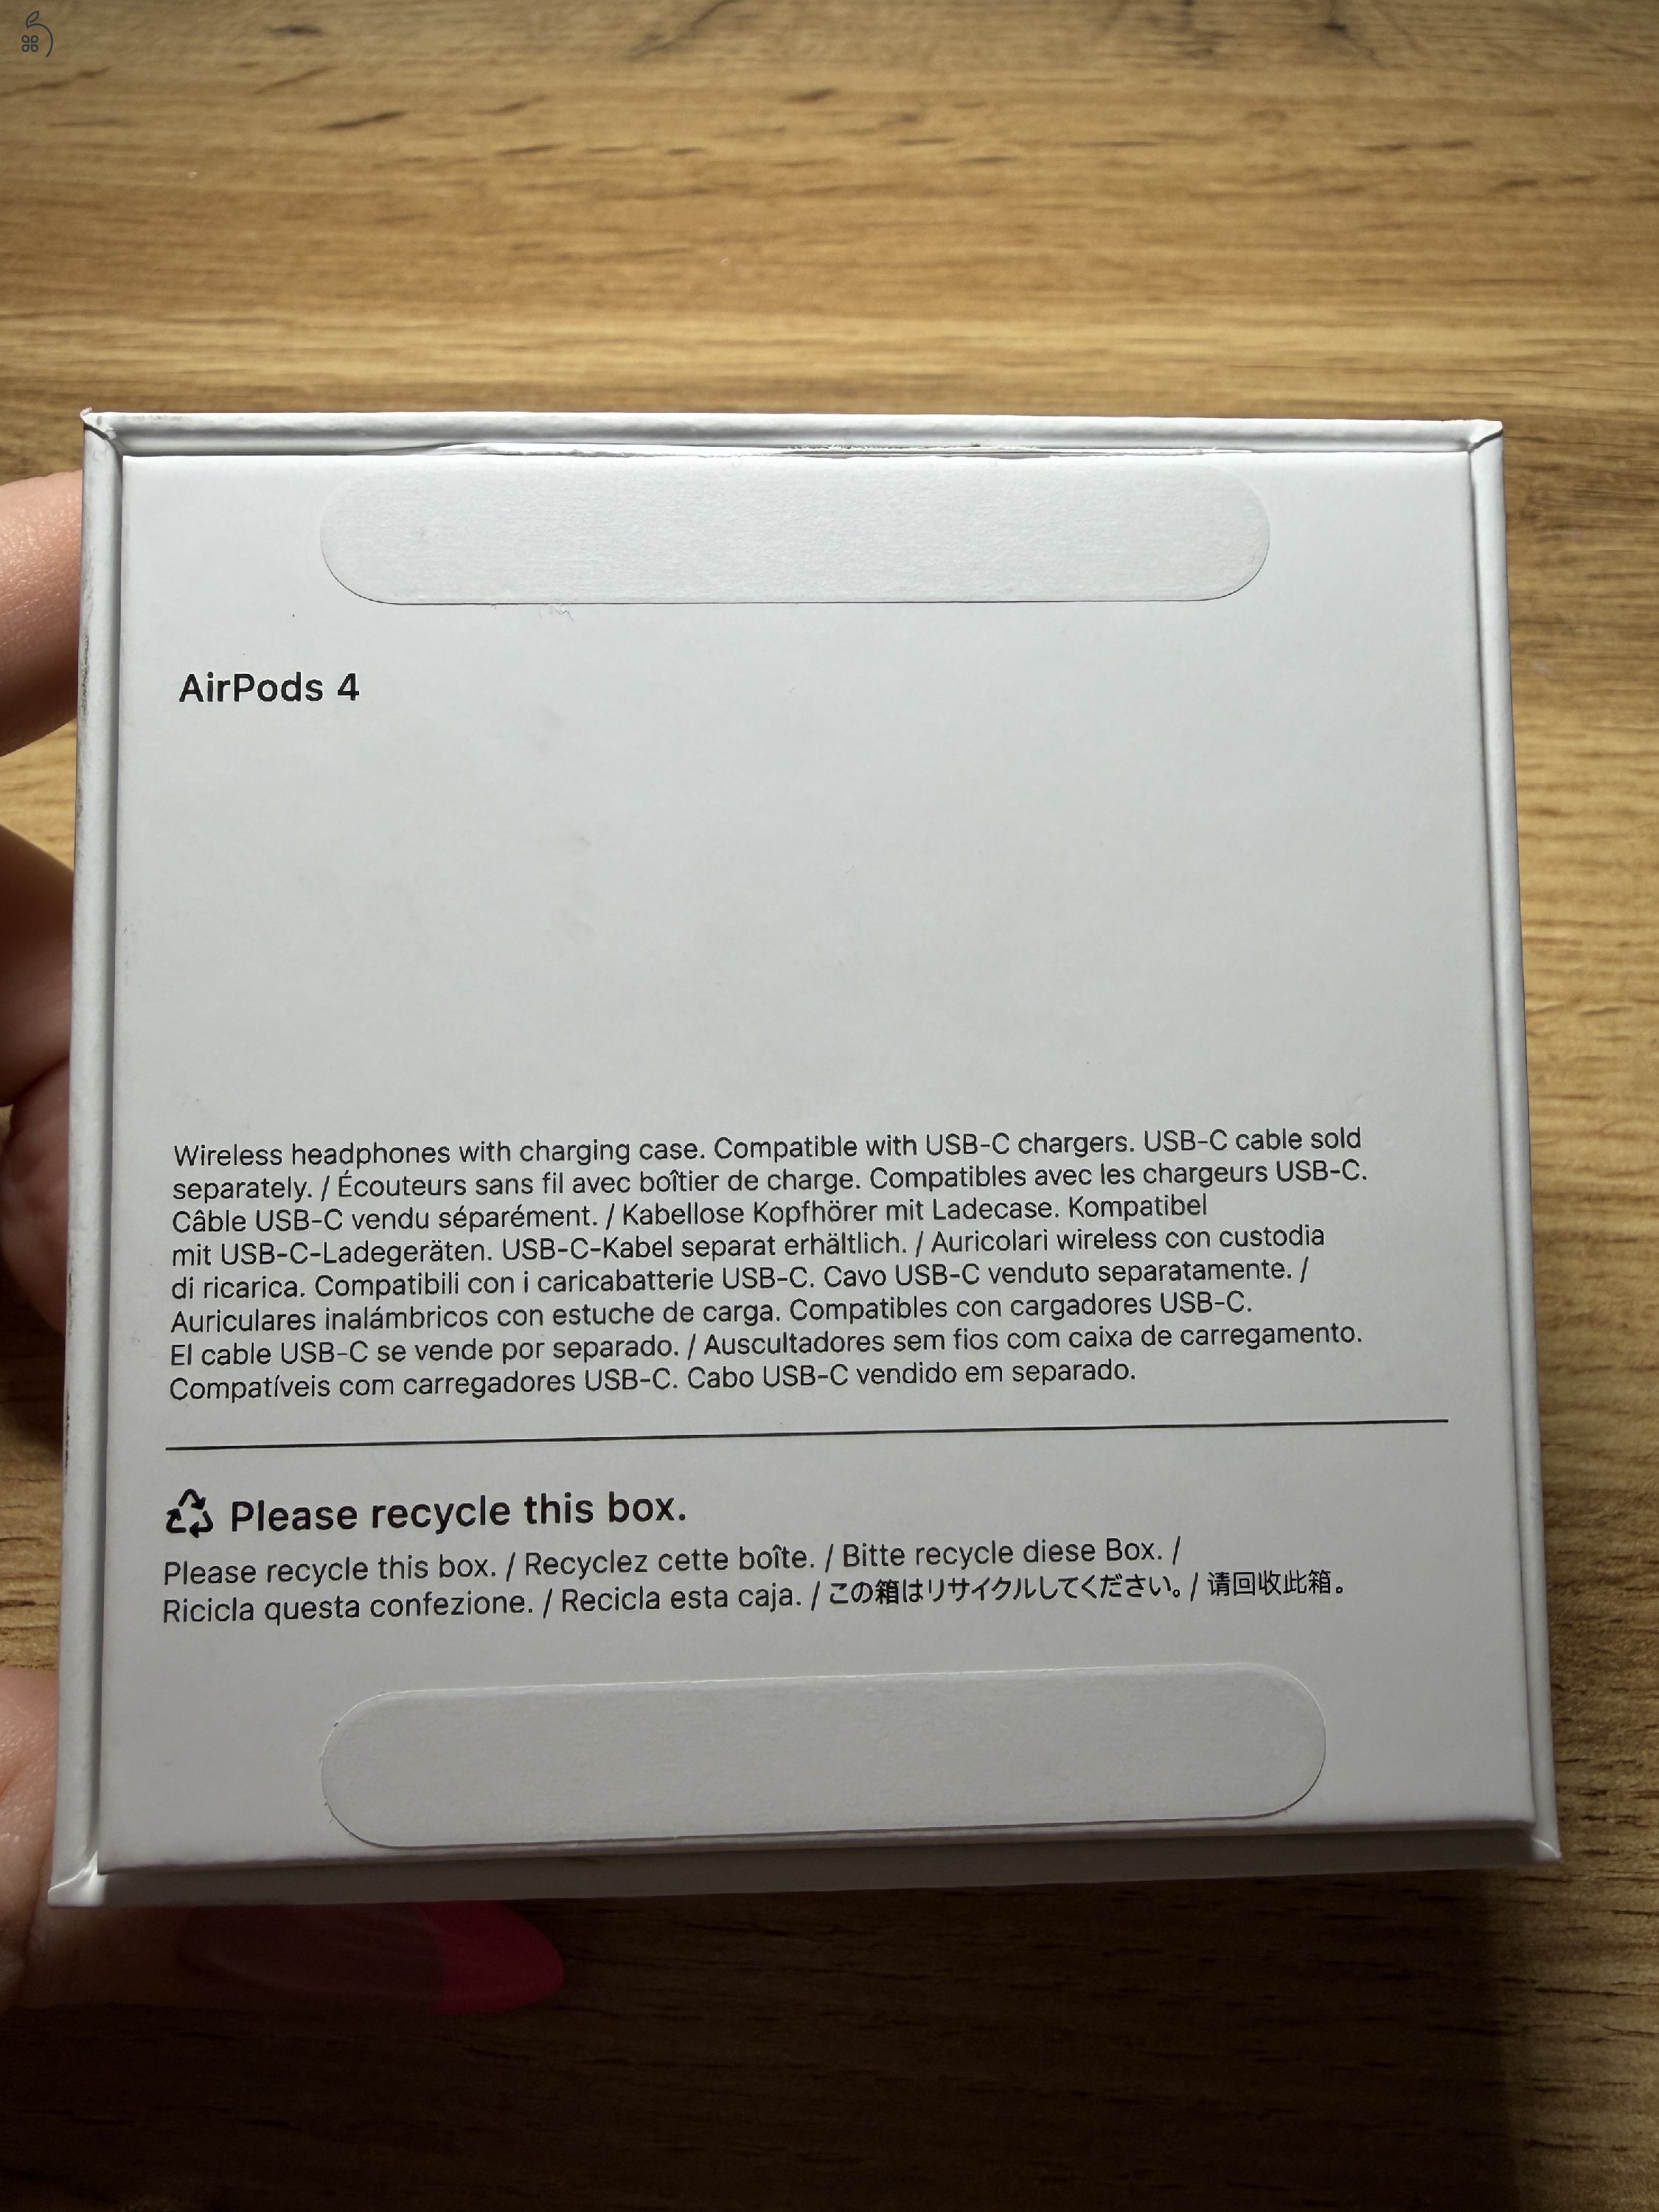 AirPods 4
Wireless headphones with charging case. Compatible with USB-C chargers. USB-C cable sold
separately. / Écouteurs sans fil avec boîtier de charge. Compatibles avec les chargeurs USB-C.
Câble USB-C vendu séparément. / Kabellose Kopfhörer mit Ladecase. Kompatibel
mit USB-C-Ladegeräten. USB-C-Kabel separat erhältlich. / Auricolari wireless con custodia
di ricarica. Compatibili con i caricabatterie USB-C. Cavo USB-C venduto separatamente. /
Auriculares inalámbricos con estuche de carga. Compatibles con cargadores USB-C.
El cable USB-C se vende por separado. / Auscultadores sem fios com caixa de carregamento.
Compatíveis com carregadores USB-C. Cabo USB-C vendido em separado.
Please recycle this box.
Please recycle this box. / Recyclez cette boîte. / Bitte recycle diese Box. /
Ricicla questa confezione. / Recicla esta caja. / この箱はリサイクルしてください。/ 请回收此箱。